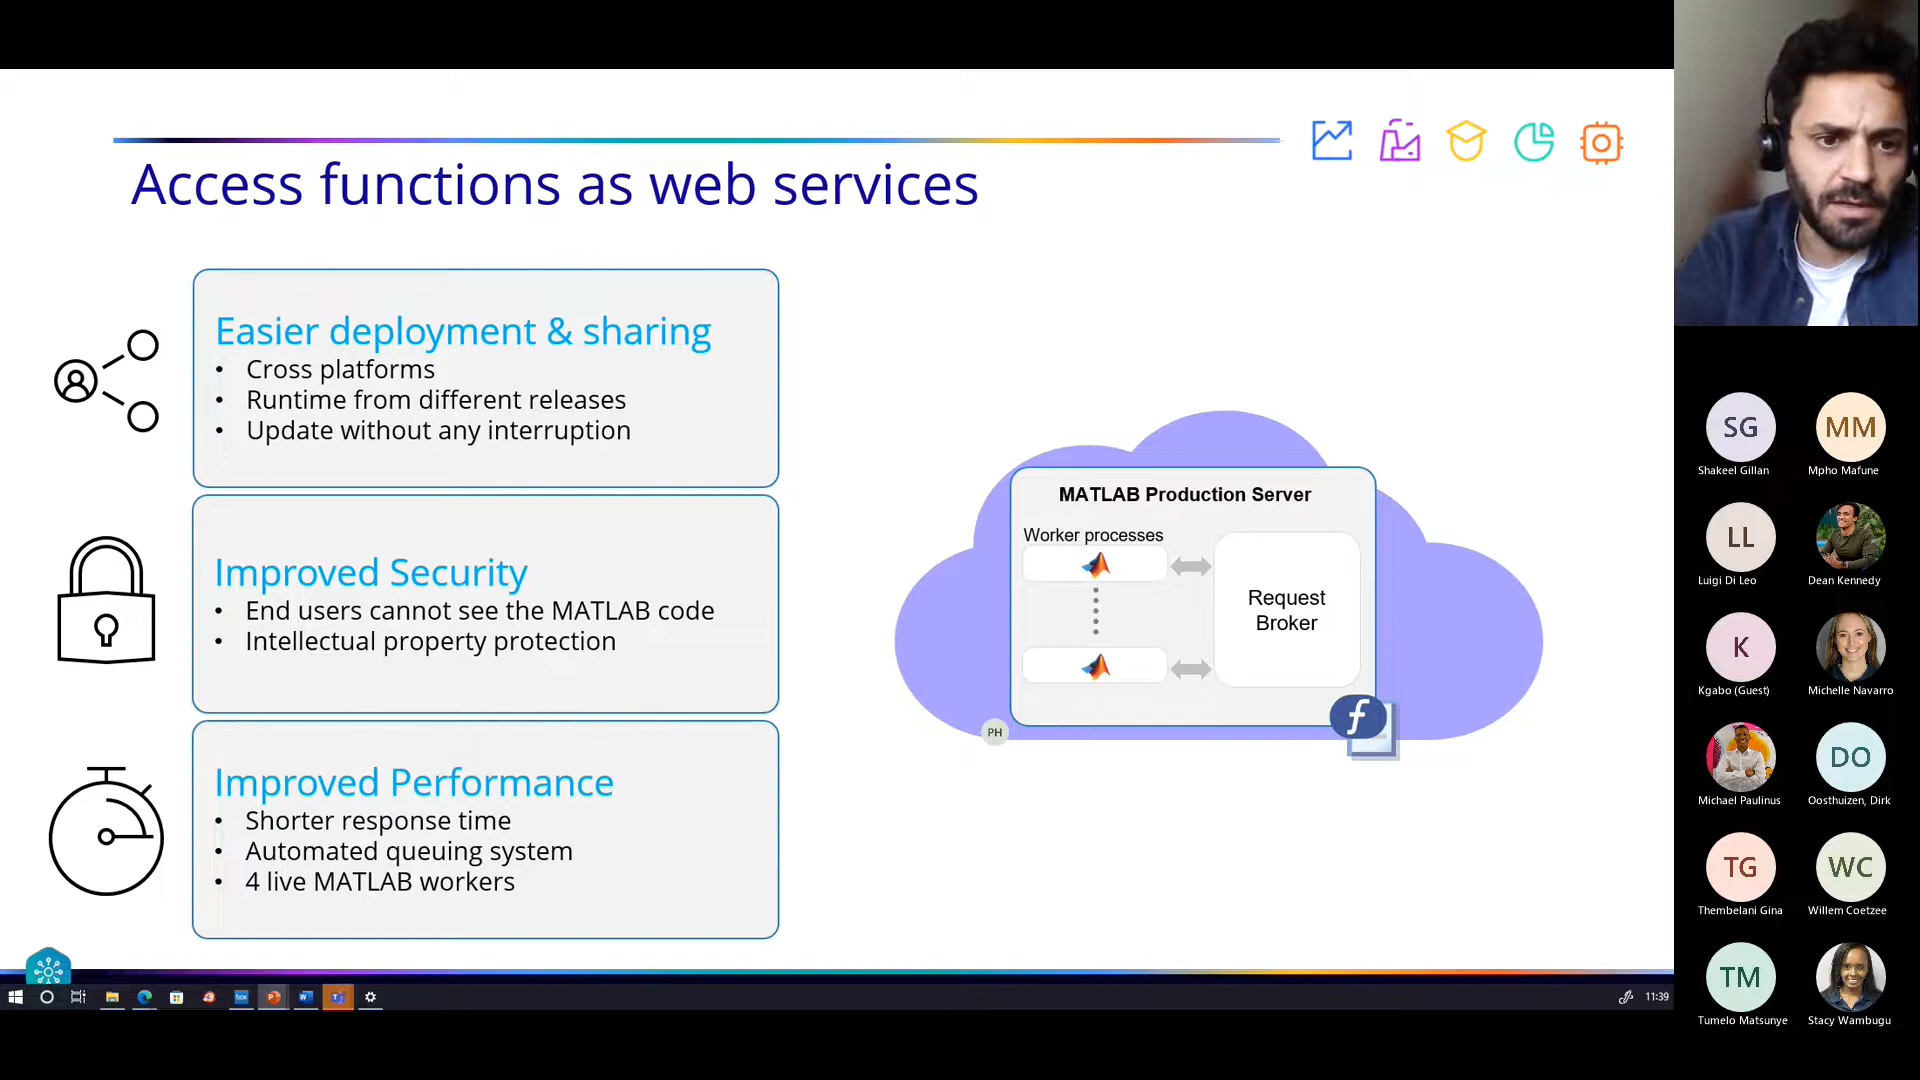 Access functions as web services
Easier deployment & sharing
• Cross platforms
• Runtime from different releases
• Update without any interruption
Improved Security
• End users cannot see the MATLAB code
• Intellectual property protection
Improved Performance
• Shorter response time
• Automated queuing system
• 4 live MATLAB workers
MATLAB Production Server
Worker processes
Request
Broker
f
PH
11:39
SG
MM
Shakeel Gillan
Mpho Mafune
LL
Luigi Di Leo
Dean Kennedy
K
Kgabo (Guest)
Michelle Navarro
DO
Michael Paulinus
Oosthuizen, Dirk
TG
WC
Thembelani Gina
Willem Coetzee
TM
Tumelo Matsunye
Stacy Wambugu